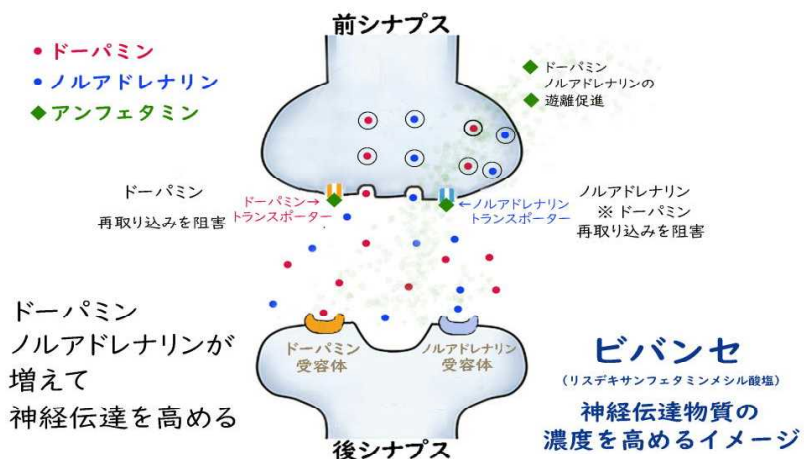 前シナプス
ドーパミン
ノルアドレナリン
アンフェタミン
ドーパミン
ノルアドレナリンの
遊離促進
ドーパミン
再取り込みを阻害
ドーパミン→
トランスポーター
←ノルアドレナリン
トランスポーター
ノルアドレナリン
※ドーパミン
再取り込みを阻害
ドーパミン
ノルアドレナリンが
増えて
神経伝達を高める
ドーパミン
受容体
ノルアドレナリン
受容体
ビバンセ
(リスデキサンフェタミンメシル酸塩)
神経伝達物質の
濃度を高めるイメージ
後シナプス